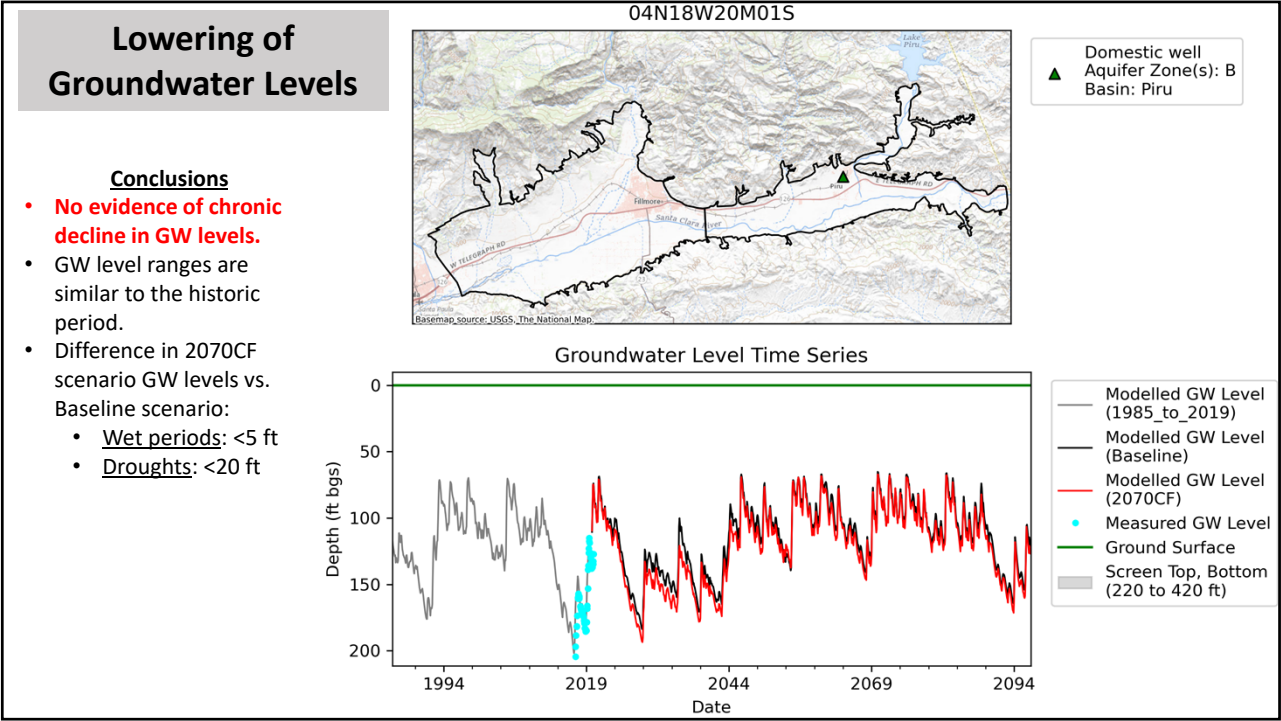 Lowering of
Groundwater Levels
Conclusions
• No evidence of chronic
decline in GW levels.
• GW level ranges are
similar to the historic
period.
• Difference in 2070CF
scenario GW levels vs.
Baseline scenario:
• Wet periods: <5 ft
• Droughts: <20 ft
04N18W20M01S
Lake
Piru
Piru
TELEGRAPH RD
126
Fillmore
Santa Clara River
W TELEGRAPH RD
126
Santa Paula
Basemap source: USGS, The National Map.
Domestic well
Aquifer Zone(s): B
Basin: Piru
Groundwater Level Time Series
Depth (ft bgs)
0
50
100
150
200
1994
2019
2044
2069
2094
Date
Modelled GW Level
(1985_to_2019)
Modelled GW Level
(Baseline)
Modelled GW Level
(2070CF)
Measured GW Level
Ground Surface
Screen Top, Bottom
(220 to 420 ft)